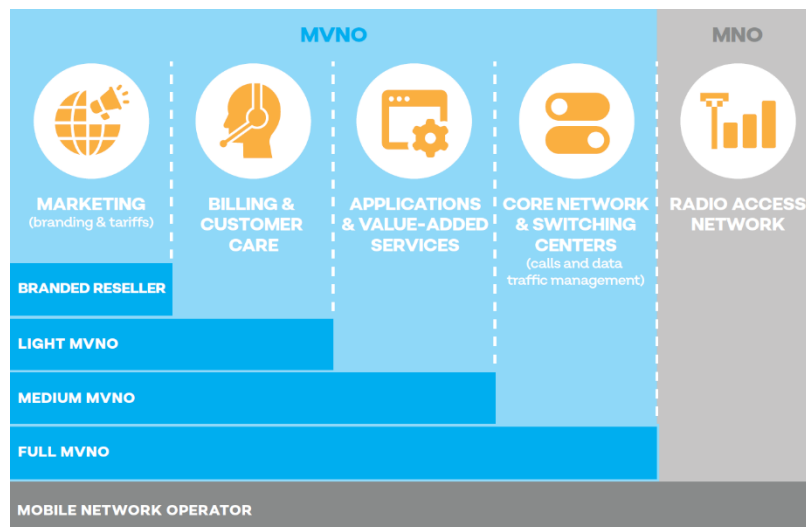 MVNO
MNO
MARKETING
(branding & tariffs)
BILLING &
CUSTOMER
CARE
APPLICATIONS
& VALUE-ADDED
SERVICES
CORE NETWORK
& SWITCHING
CENTERS
(calls and data
traffic management)
RADIO ACCESS
NETWORK
BRANDED RESELLER
LIGHT MVNO
MEDIUM MVNO
FULL MVNO
MOBILE NETWORK OPERATOR